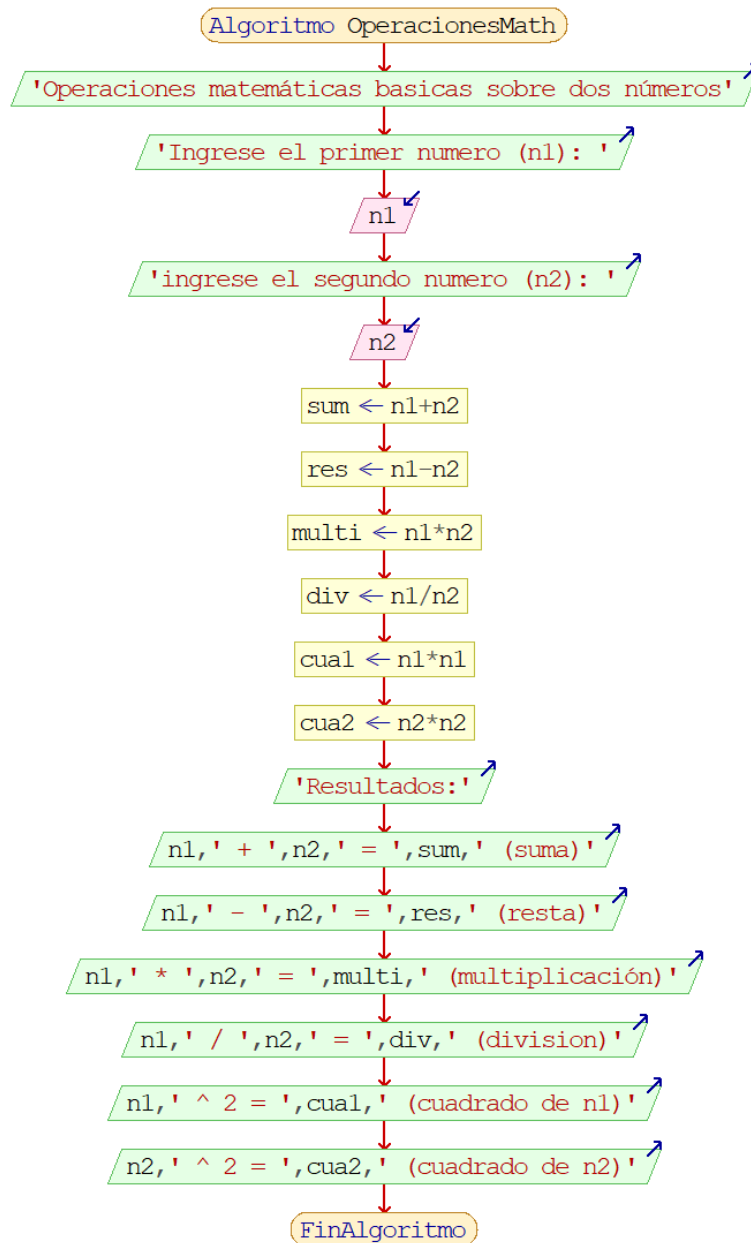 Algoritmo OperacionesMath
'Operaciones matemáticas basicas sobre dos números'
'Ingrese el primer numero (n1): '
n1
'ingrese el segundo numero (n2): '
n2
sum ← n1+n2
res ← n1-n2
multi ← n1*n2
div ← n1/n2
cua1 ← n1*n1
cua2 ← n2*n2
'Resultados:'
n1,' + ',n2,' = ',sum,' (suma)'
n1,' - ',n2,' = ',res,' (resta)'
n1,' * ',n2,' = ',multi,' (multiplicación)'
n1,' / ',n2,' = ',div,' (division)'
n1,' ^ 2 = ',cua1,' (cuadrado de n1)'
n2,' ^ 2 = ',cua2,' (cuadrado de n2)'
FinAlgoritmo